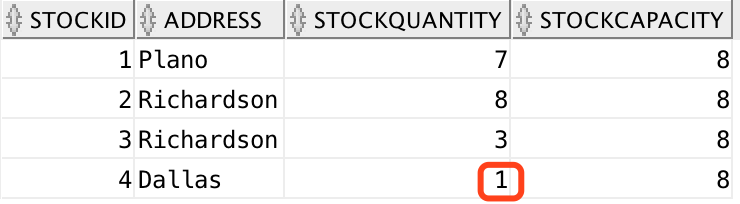 STOCKID ADDRESS STOCKQUANTITY STOCKCAPACITY
1 Plano 7 8
2 Richardson 8 8
3 Richardson 3 8
4 Dallas 1 8